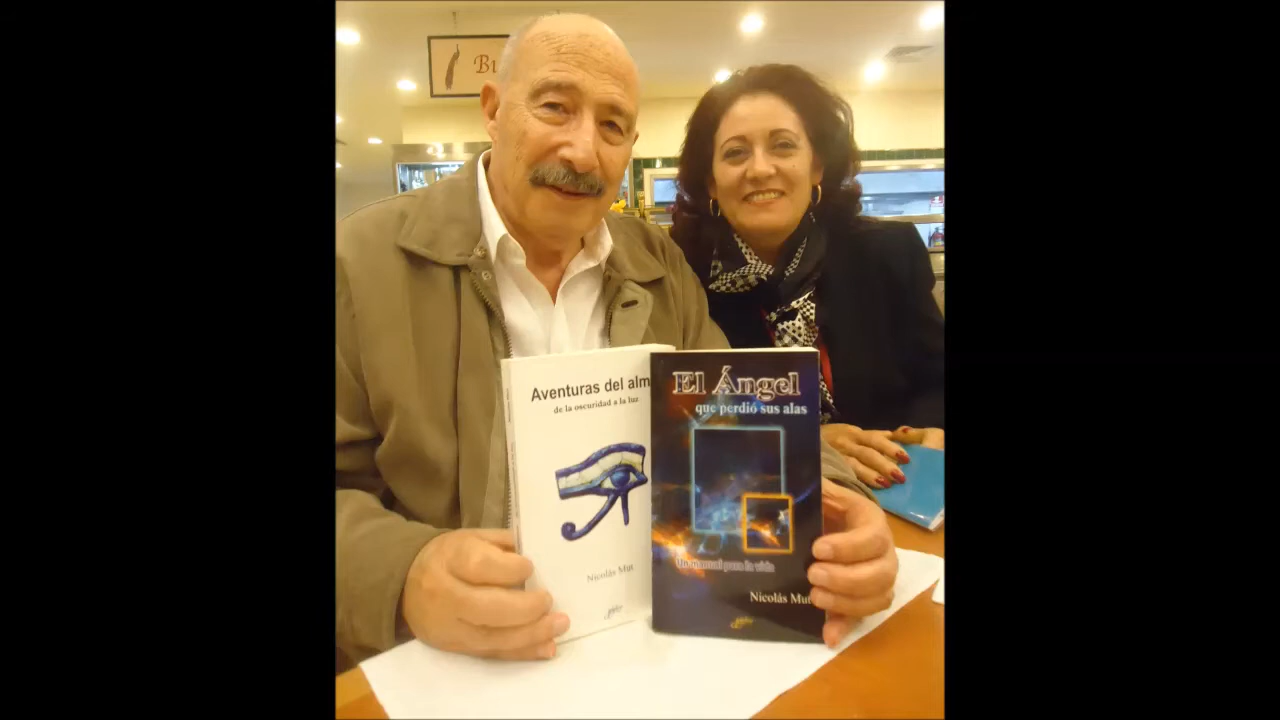 Aventuras del alm
de la oscuridad a la luz
Nicolás Mut
El Ángel
que perdió sus alas
Un manual para la vida
Nicolás Mut